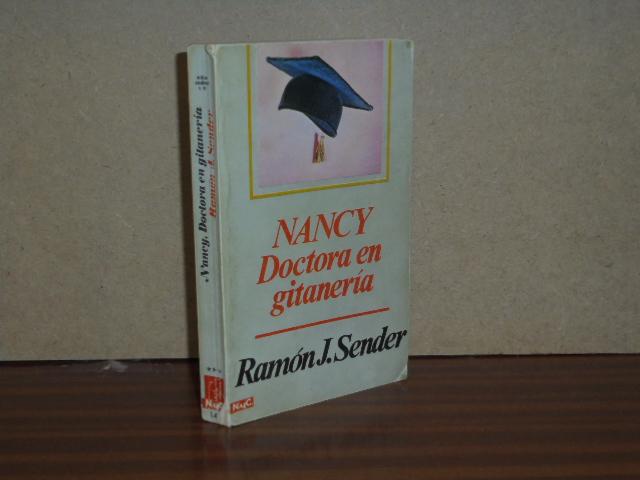 NANCY
Doctora en
gitanería
Ramón J. Sender
Nancy, Doctora en gitanería
Ramón J. Sender